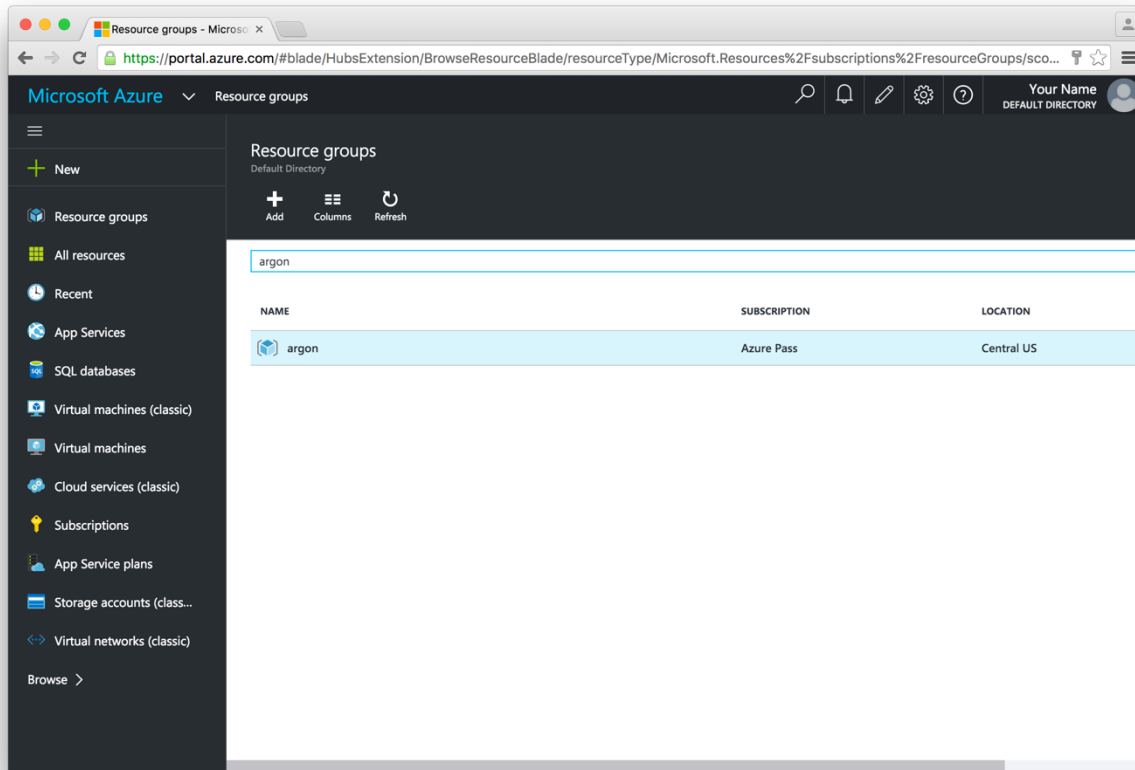 Resource groups - Microso
https://portal.azure.com/#blade/HubsExtension/BrowseResourceBlade/resourceType/Microsoft.Resources%2Fsubscriptions%2FresourceGroups/sco...
Microsoft Azure
Resource groups
Your Name
DEFAULT DIRECTORY
New
Resource groups
All resources
Recent
App Services
SQL databases
Virtual machines (classic)
Virtual machines
Cloud services (classic)
Subscriptions
App Service plans
Storage accounts (class...
Virtual networks (classic)
Browse
Resource groups
Default Directory
Add
Columns
Refresh
argon
NAME SUBSCRIPTION LOCATION
argon Azure Pass Central US